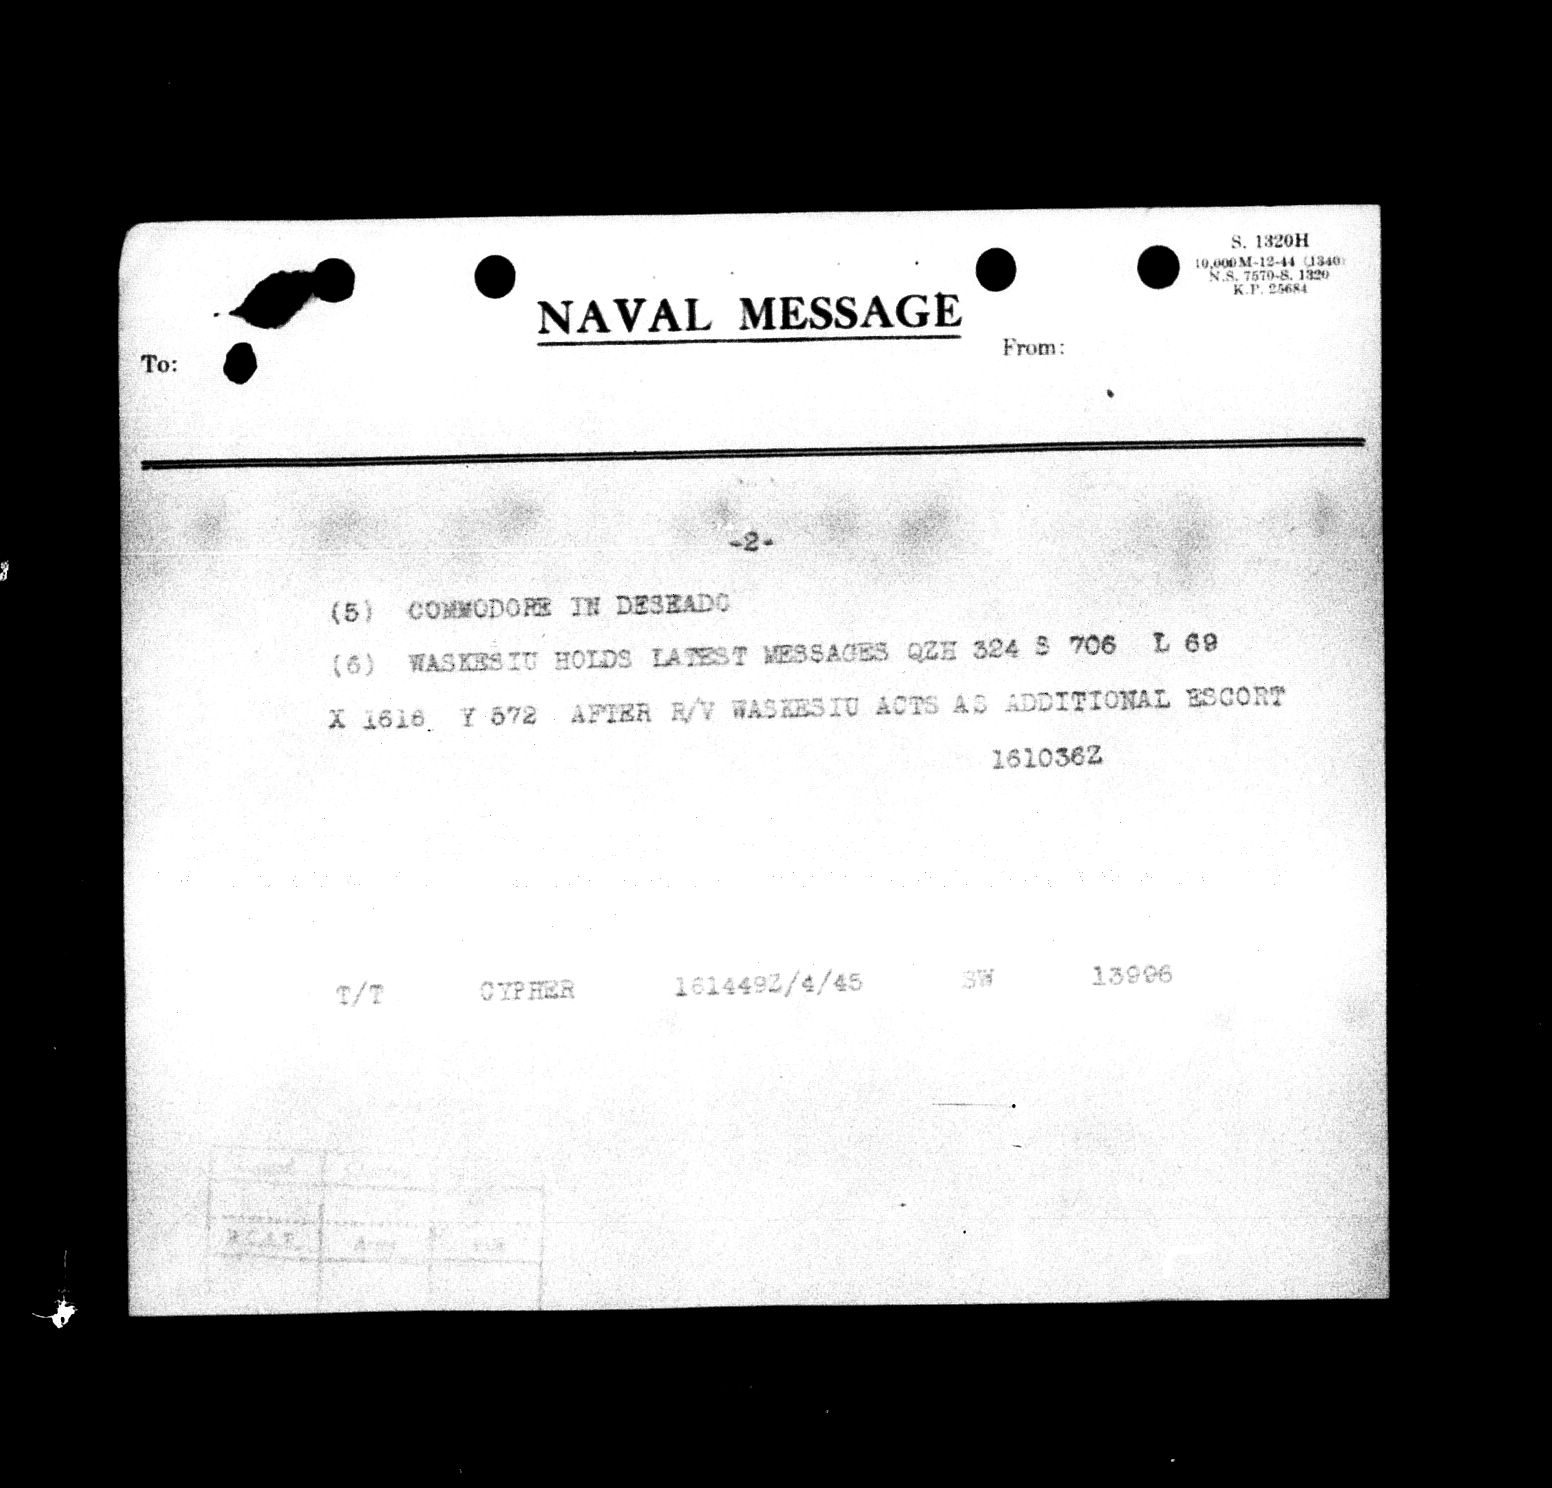 S. 1320H
10,000M-12-44 (1340)
N.S. 7570-S. 1320
K.P. 25684
NAVAL MESSAGE
To:
From:
-2-
(5) COMMODORE IN DESEADO
(6) WASKESIU HOLDS LATEST MESSAGES QZH 324 S 706 L 69
X 1616 Y 572 AFTER R/V WASKESIU ACTS AS ADDITIONAL ESCORT
161036Z
T/T CYPHER 161449Z/4/45 SW 13996
R.C.A.F.